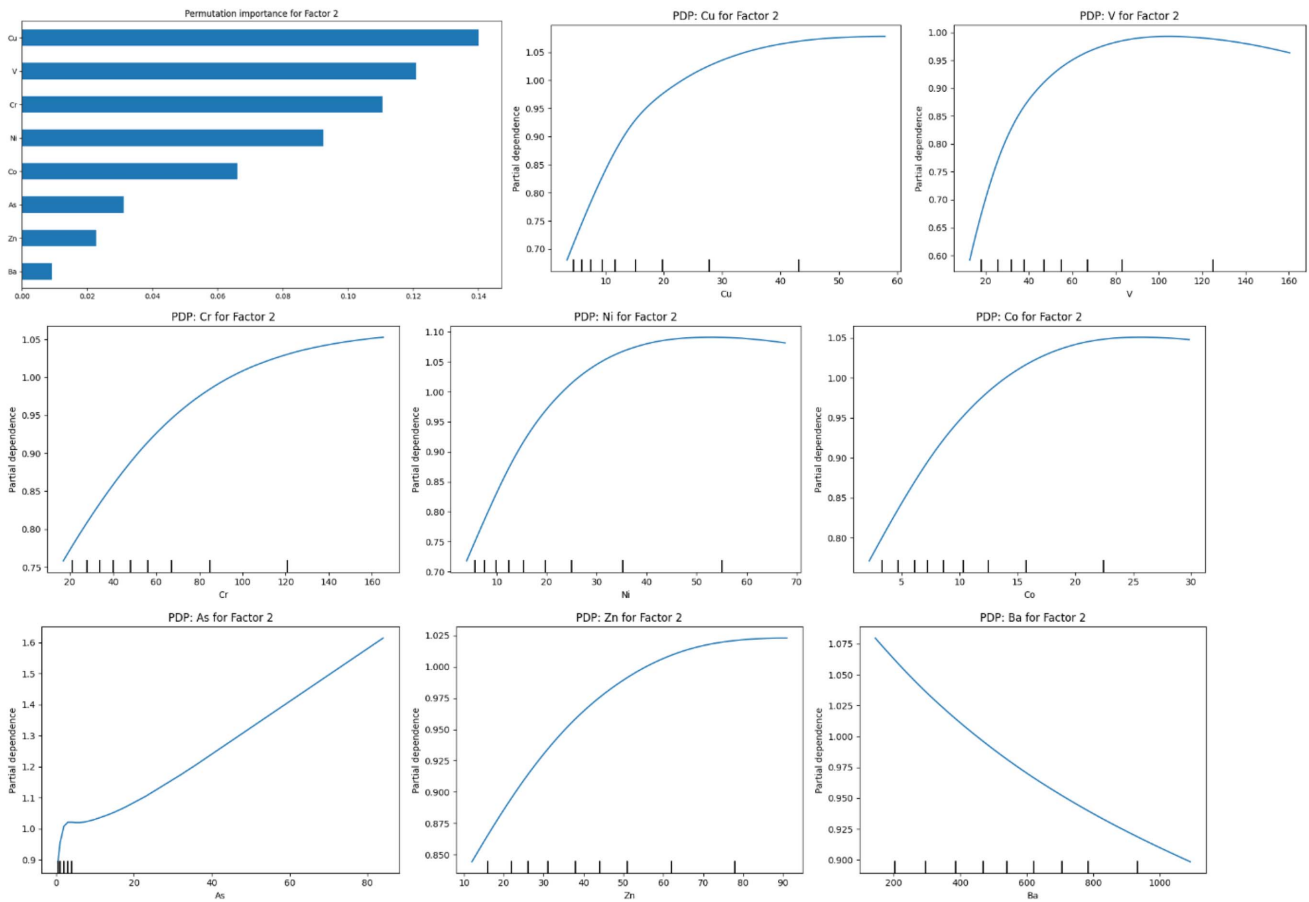 Permutation importance for Factor 2
Cu
V
Cr
Ni
Co
As
Zn
Ba
0.00 0.02 0.04 0.06 0.08 0.10 0.12 0.14
PDP: Cu for Factor 2
Partial dependence
1.05
1.00
0.95
0.90
0.85
0.80
0.75
0.70
10 20 30 40 50 60
Cu
PDP: V for Factor 2
Partial dependence
1.00
0.95
0.90
0.85
0.80
0.75
0.70
0.65
0.60
20 40 60 80 100 120 140 160
V
PDP: Cr for Factor 2
Partial dependence
1.05
1.00
0.95
0.90
0.85
0.80
0.75
20 40 60 80 100 120 140 160
Cr
PDP: Ni for Factor 2
Partial dependence
1.10
1.05
1.00
0.95
0.90
0.85
0.80
0.75
0.70
10 20 30 40 50 60 70
Ni
PDP: Co for Factor 2
Partial dependence
1.05
1.00
0.95
0.90
0.85
0.80
5 10 15 20 25 30
Co
PDP: As for Factor 2
Partial dependence
1.6
1.5
1.4
1.3
1.2
1.1
1.0
0.9
0 20 40 60 80
As
PDP: Zn for Factor 2
Partial dependence
1.025
1.000
0.975
0.950
0.925
0.900
0.875
0.850
10 20 30 40 50 60 70 80 90
Zn
PDP: Ba for Factor 2
Partial dependence
1.075
1.050
1.025
1.000
0.975
0.950
0.925
0.900
200 400 600 800 1000
Ba